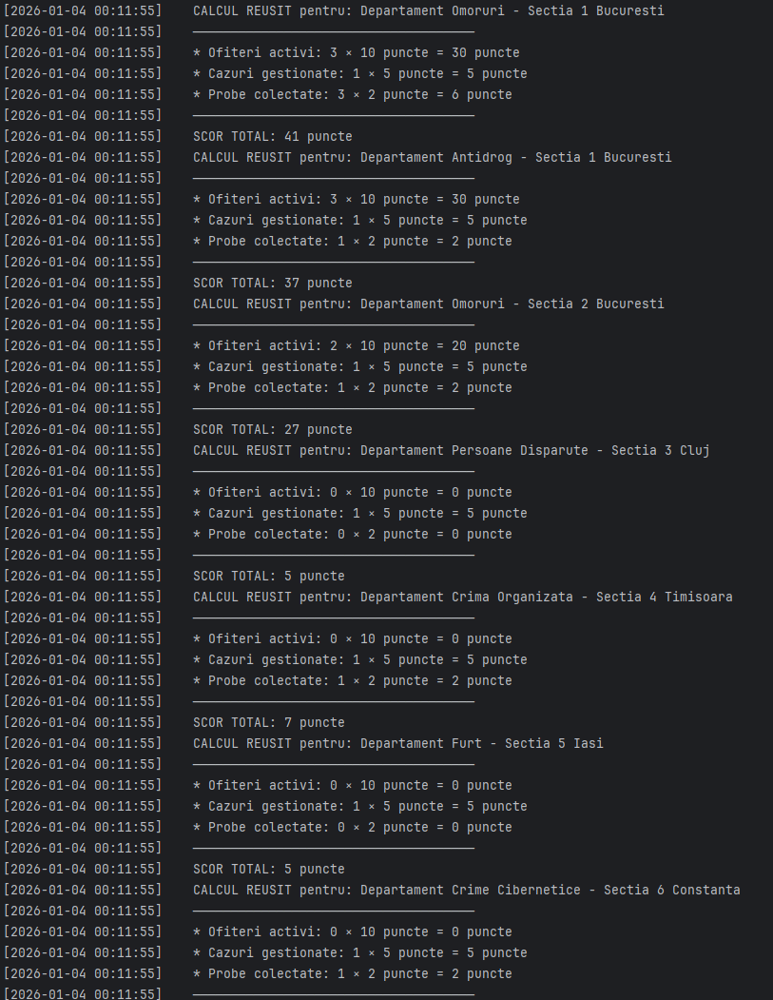 [2026-01-04 00:11:55] CALCUL REUSIT pentru: Departament Omoruri - Sectia 1 Bucuresti
[2026-01-04 00:11:55] ─────────────────────────────────────
[2026-01-04 00:11:55] * Ofiteri activi: 3 × 10 puncte = 30 puncte
[2026-01-04 00:11:55] * Cazuri gestionate: 1 × 5 puncte = 5 puncte
[2026-01-04 00:11:55] * Probe colectate: 3 × 2 puncte = 6 puncte
[2026-01-04 00:11:55] ─────────────────────────────────────
[2026-01-04 00:11:55] SCOR TOTAL: 41 puncte
[2026-01-04 00:11:55] CALCUL REUSIT pentru: Departament Antidrog - Sectia 1 Bucuresti
[2026-01-04 00:11:55] ─────────────────────────────────────
[2026-01-04 00:11:55] * Ofiteri activi: 3 × 10 puncte = 30 puncte
[2026-01-04 00:11:55] * Cazuri gestionate: 1 × 5 puncte = 5 puncte
[2026-01-04 00:11:55] * Probe colectate: 1 × 2 puncte = 2 puncte
[2026-01-04 00:11:55] ─────────────────────────────────────
[2026-01-04 00:11:55] SCOR TOTAL: 37 puncte
[2026-01-04 00:11:55] CALCUL REUSIT pentru: Departament Omoruri - Sectia 2 Bucuresti
[2026-01-04 00:11:55] ─────────────────────────────────────
[2026-01-04 00:11:55] * Ofiteri activi: 2 × 10 puncte = 20 puncte
[2026-01-04 00:11:55] * Cazuri gestionate: 1 × 5 puncte = 5 puncte
[2026-01-04 00:11:55] * Probe colectate: 1 × 2 puncte = 2 puncte
[2026-01-04 00:11:55] ─────────────────────────────────────
[2026-01-04 00:11:55] SCOR TOTAL: 27 puncte
[2026-01-04 00:11:55] CALCUL REUSIT pentru: Departament Persoane Disparute - Sectia 3 Cluj
[2026-01-04 00:11:55] ─────────────────────────────────────
[2026-01-04 00:11:55] * Ofiteri activi: 0 × 10 puncte = 0 puncte
[2026-01-04 00:11:55] * Cazuri gestionate: 1 × 5 puncte = 5 puncte
[2026-01-04 00:11:55] * Probe colectate: 0 × 2 puncte = 0 puncte
[2026-01-04 00:11:55] ─────────────────────────────────────
[2026-01-04 00:11:55] SCOR TOTAL: 5 puncte
[2026-01-04 00:11:55] CALCUL REUSIT pentru: Departament Crima Organizata - Sectia 4 Timisoara
[2026-01-04 00:11:55] ─────────────────────────────────────
[2026-01-04 00:11:55] * Ofiteri activi: 0 × 10 puncte = 0 puncte
[2026-01-04 00:11:55] * Cazuri gestionate: 1 × 5 puncte = 5 puncte
[2026-01-04 00:11:55] * Probe colectate: 1 × 2 puncte = 2 puncte
[2026-01-04 00:11:55] ─────────────────────────────────────
[2026-01-04 00:11:55] SCOR TOTAL: 7 puncte
[2026-01-04 00:11:55] CALCUL REUSIT pentru: Departament Furt - Sectia 5 Iasi
[2026-01-04 00:11:55] ─────────────────────────────────────
[2026-01-04 00:11:55] * Ofiteri activi: 0 × 10 puncte = 0 puncte
[2026-01-04 00:11:55] * Cazuri gestionate: 1 × 5 puncte = 5 puncte
[2026-01-04 00:11:55] * Probe colectate: 0 × 2 puncte = 0 puncte
[2026-01-04 00:11:55] ─────────────────────────────────────
[2026-01-04 00:11:55] SCOR TOTAL: 5 puncte
[2026-01-04 00:11:55] CALCUL REUSIT pentru: Departament Crime Cibernetice - Sectia 6 Constanta
[2026-01-04 00:11:55] ─────────────────────────────────────
[2026-01-04 00:11:55] * Ofiteri activi: 0 × 10 puncte = 0 puncte
[2026-01-04 00:11:55] * Cazuri gestionate: 1 × 5 puncte = 5 puncte
[2026-01-04 00:11:55] * Probe colectate: 1 × 2 puncte = 2 puncte
[2026-01-04 00:11:55] ─────────────────────────────────────